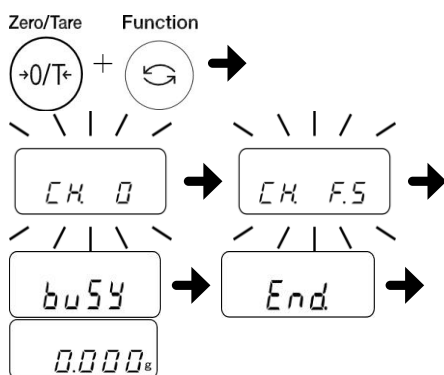 Zero/Tare Function
→0/T← +
CH 0 CH F.S
buSY End.
0.000g